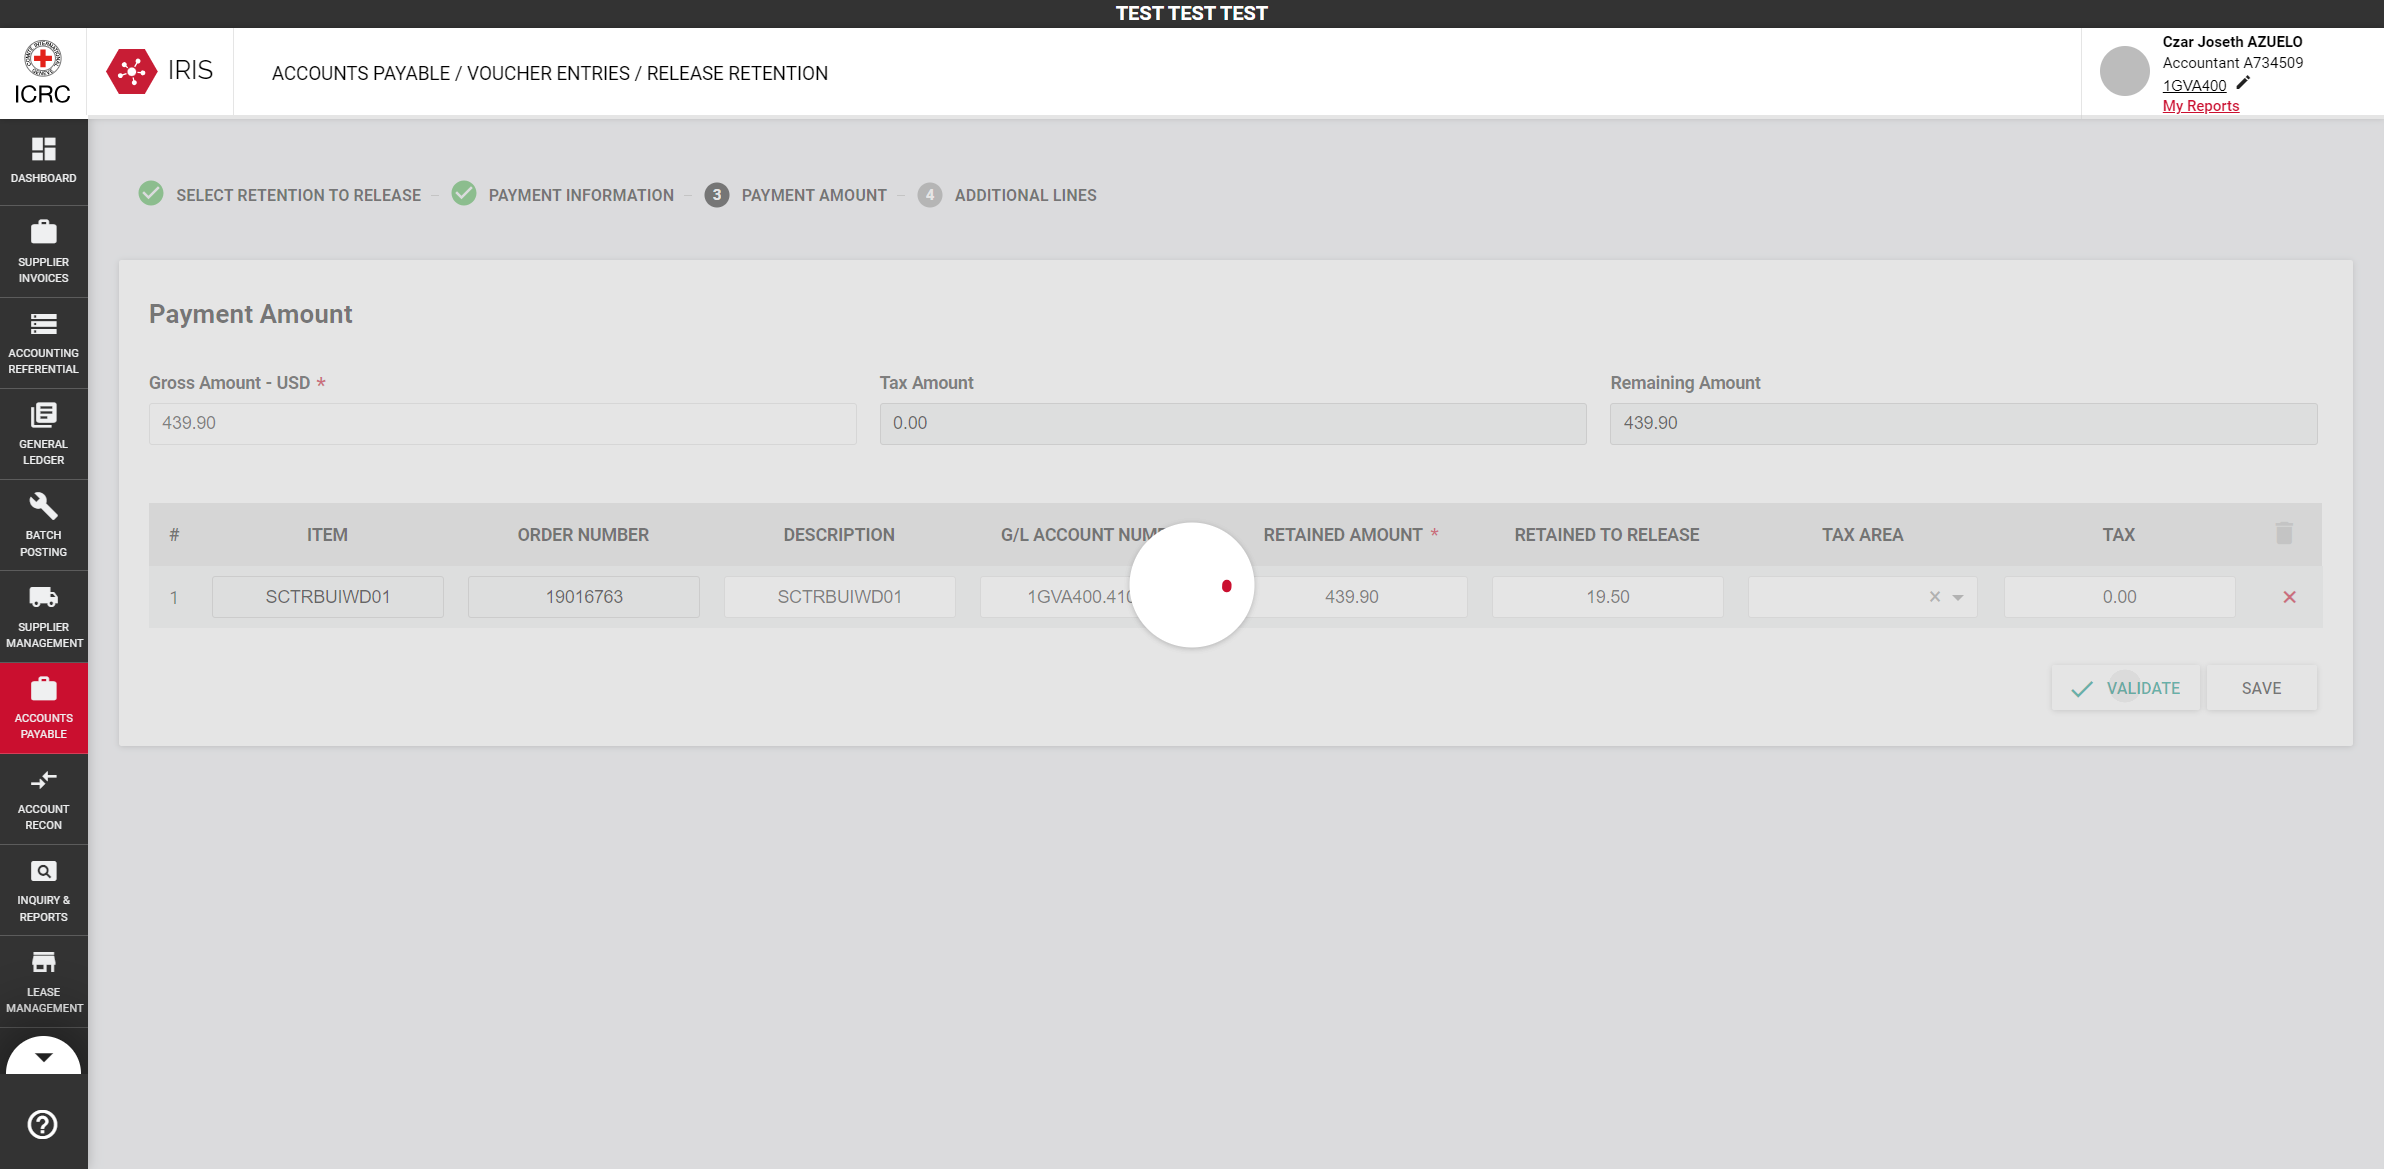 TEST TEST TEST
ICRC
IRIS
ACCOUNTS PAYABLE / VOUCHER ENTRIES / RELEASE RETENTION
Czar Joseth AZUELO
Accountant A734509
1GVA400
My Reports
DASHBOARD
SUPPLIER
INVOICES
ACCOUNTING
REFERENTIAL
GENERAL
LEDGER
BATCH
POSTING
SUPPLIER
MANAGEMENT
ACCOUNTS
PAYABLE
ACCOUNT
RECON
INQUIRY &
REPORTS
LEASE
MANAGEMENT
SELECT RETENTION TO RELEASE – PAYMENT INFORMATION – 3 PAYMENT AMOUNT – 4 ADDITIONAL LINES
Payment Amount
Gross Amount - USD * Tax Amount Remaining Amount
439.90 0.00 439.90
# ITEM ORDER NUMBER DESCRIPTION G/L ACCOUNT RETAINED AMOUNT * RETAINED TO RELEASE TAX AREA TAX
1 SCTRBUIWD01 19016763 SCTRBUIWD01 1GVA400.41 439.90 19.50 0.00
VALIDATE SAVE